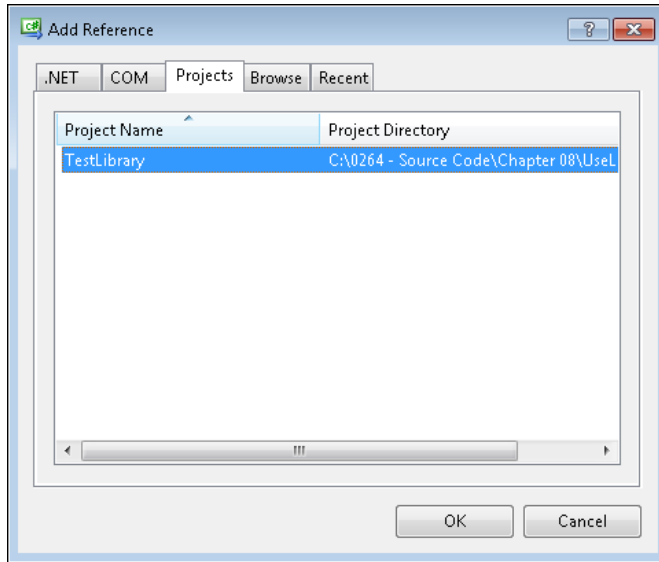 C# Add Reference
.NET COM Projects Browse Recent
Project Name Project Directory
TestLibrary C:\0264 - Source Code\Chapter 08\UseL
OK Cancel